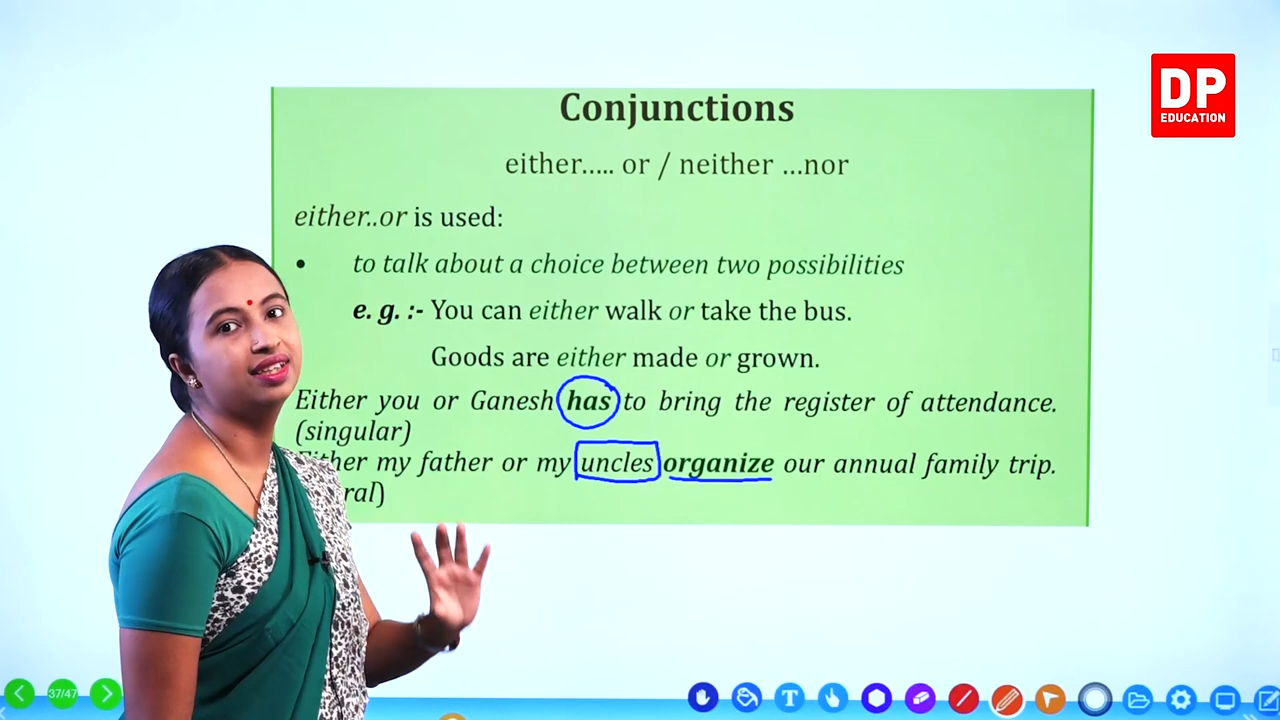 DP
EDUCATION
Conjunctions
either..... or / neither ...nor
either..or is used:
• to talk about a choice between two possibilities
e. g. :- You can either walk or take the bus.
Goods are either made or grown.
Either you or Ganesh has to bring the register of attendance.
(singular)
Either my father or my uncles organize our annual family trip.
ral)
37/47
T